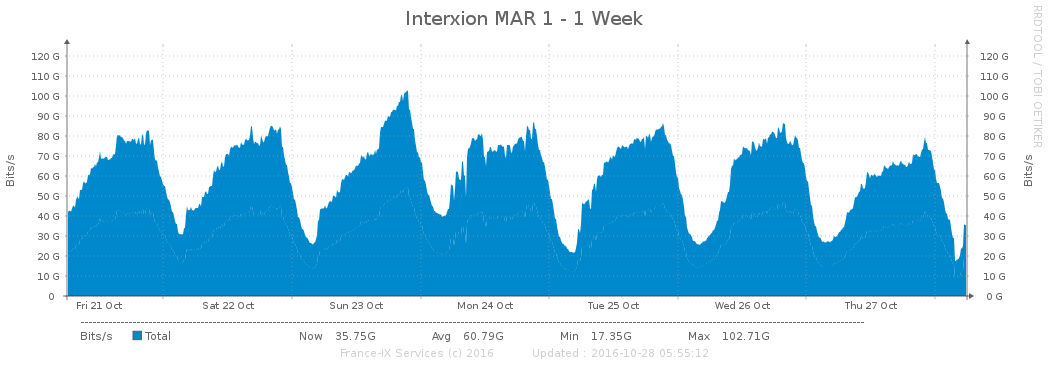 Interxion MAR 1 - 1 Week
RRDTOOL / TOBI OETIKER
Bits/s
120 G
110 G
100 G
90 G
80 G
70 G
60 G
50 G
40 G
30 G
20 G
10 G
0
120 G
110 G
100 G
90 G
80 G
70 G
60 G
50 G
40 G
30 G
20 G
10 G
0 G
Bits/s
Fri 21 Oct Sat 22 Oct Sun 23 Oct Mon 24 Oct Tue 25 Oct Wed 26 Oct Thu 27 Oct
Bits/s Total Now 35.75G Avg 60.79G Min 17.35G Max 102.71G
France-IX Services (c) 2016 Updated : 2016-10-28 05:55:12